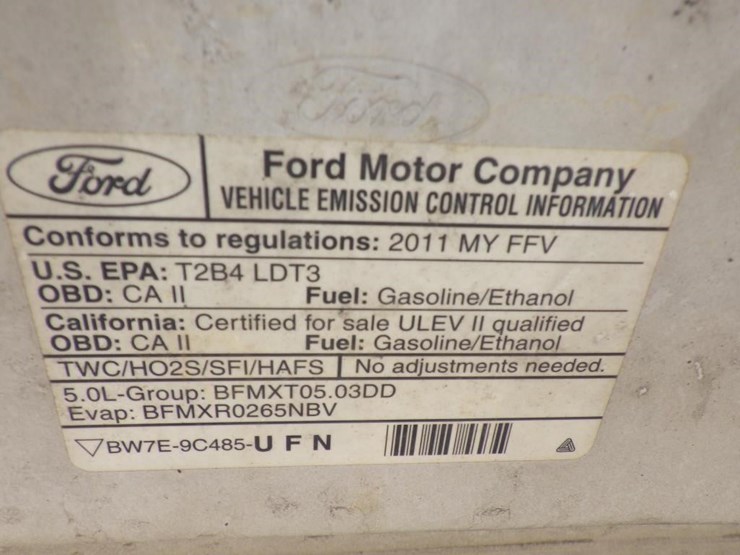 Ford
Ford
Ford Motor Company
VEHICLE EMISSION CONTROL INFORMATION
Conforms to regulations: 2011 MY FFV
U.S. EPA: T2B4 LDT3
OBD: CA II Fuel: Gasoline/Ethanol
California: Certified for sale ULEV II qualified
OBD: CA II Fuel: Gasoline/Ethanol
TWC/HO2S/SFI/HAFS No adjustments needed.
5.0L-Group: BFMXT05.03DD
Evap: BFMXR0265NBV
BW7E-9C485-U F N